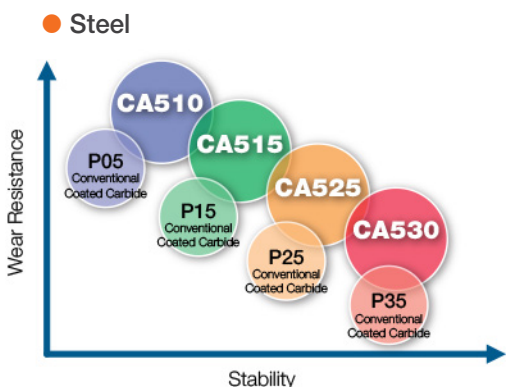 Steel
Wear Resistance
CA510
P05
Conventional
Coated Carbide
CA515
P15
Conventional
Coated Carbide
CA525
P25
Conventional
Coated Carbide
CA530
P35
Conventional
Coated Carbide
Stability